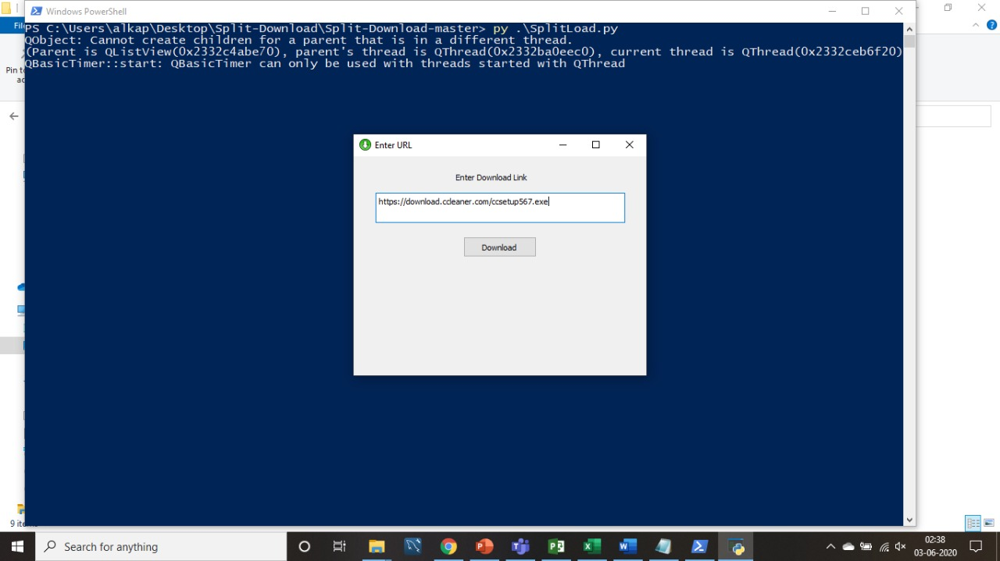 Windows PowerShell
PS C:\Users\alkap\Desktop\Split-Download\Split-Download-master> py .\SplitLoad.py
QObject: Cannot create children for a parent that is in a different thread.
(Parent is QListView(0x2332c4abe70), parent's thread is QThread(0x2332ba0eec0), current thread is QThread(0x2332ceb6f20)
QBasicTimer::start: QBasicTimer can only be used with threads started with QThread
Fil
Pin to
Enter URL
Enter Download Link
https://download.ccleaner.com/ccsetup567.exe
Download
9 items
Search for anything
02:38
03-06-2020